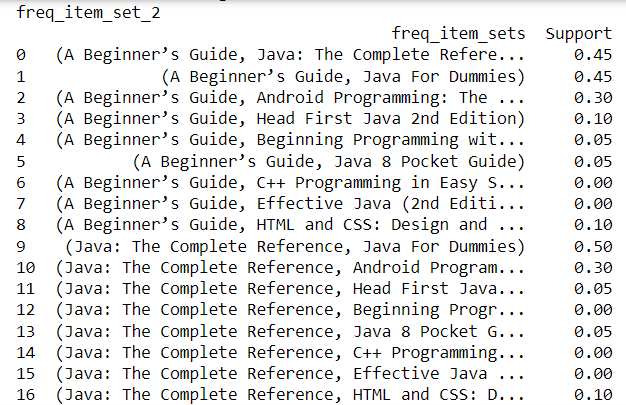 freq_item_set_2
freq_item_sets Support
0 (A Beginner’s Guide, Java: The Complete Refere... 0.45
1 (A Beginner’s Guide, Java For Dummies) 0.45
2 (A Beginner’s Guide, Android Programming: The ... 0.30
3 (A Beginner’s Guide, Head First Java 2nd Edition) 0.10
4 (A Beginner’s Guide, Beginning Programming wit... 0.05
5 (A Beginner’s Guide, Java 8 Pocket Guide) 0.05
6 (A Beginner’s Guide, C++ Programming in Easy S... 0.00
7 (A Beginner’s Guide, Effective Java (2nd Editi... 0.00
8 (A Beginner’s Guide, HTML and CSS: Design and ... 0.10
9 (Java: The Complete Reference, Java For Dummies) 0.50
10 (Java: The Complete Reference, Android Program... 0.30
11 (Java: The Complete Reference, Head First Java... 0.05
12 (Java: The Complete Reference, Beginning Progr... 0.00
13 (Java: The Complete Reference, Java 8 Pocket G... 0.05
14 (Java: The Complete Reference, C++ Programming... 0.00
15 (Java: The Complete Reference, Effective Java ... 0.00
16 (Java: The Complete Reference, HTML and CSS: D... 0.10